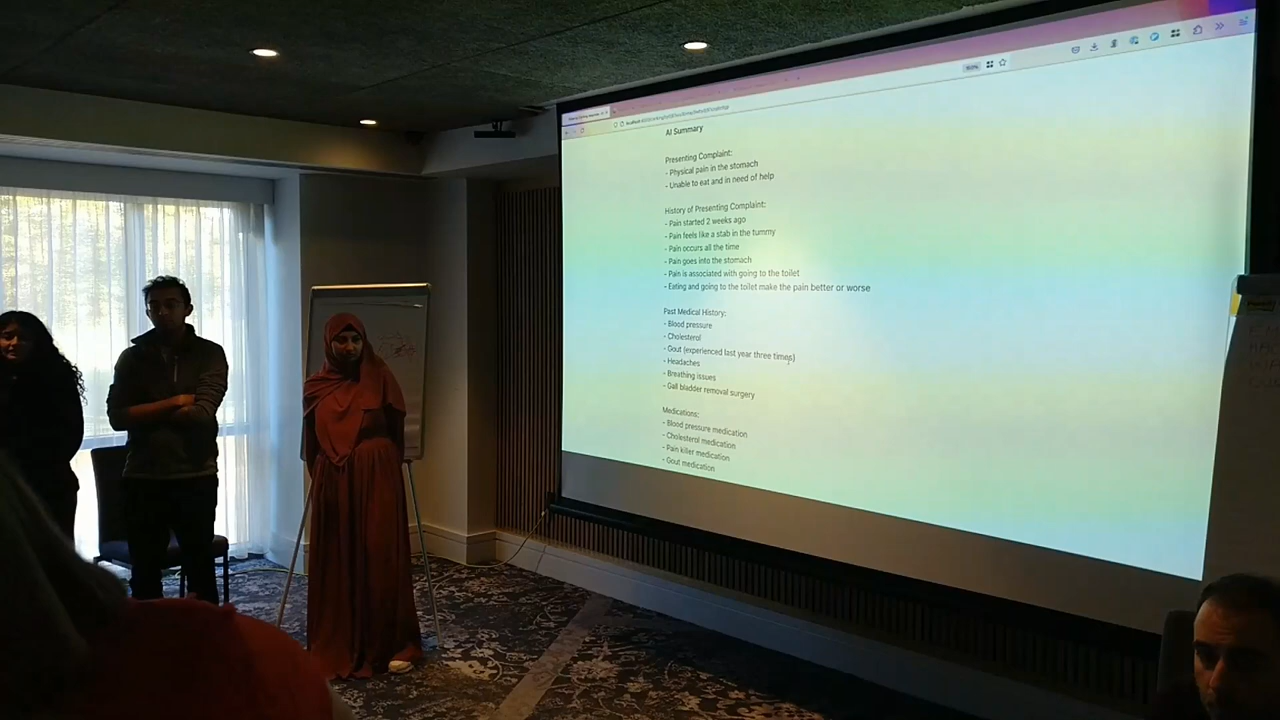 AI Summary
Presenting Complaint:
- Physical pain in the stomach
- Unable to eat and in need of help
History of Presenting Complaint:
- Pain started 2 weeks ago
- Pain feels like a stab in the tummy
- Pain occurs all the time
- Pain goes into the stomach
- Pain is associated with going to the toilet
- Eating and going to the toilet make the pain better or worse
Past Medical History:
- Blood pressure
- Cholesterol
- Gout (experienced last year three times)
- Headaches
- Breathing issues
- Gall bladder removal surgery
Medications:
- Blood pressure medication
- Cholesterol medication
- Pain killer medication
- Gout medication